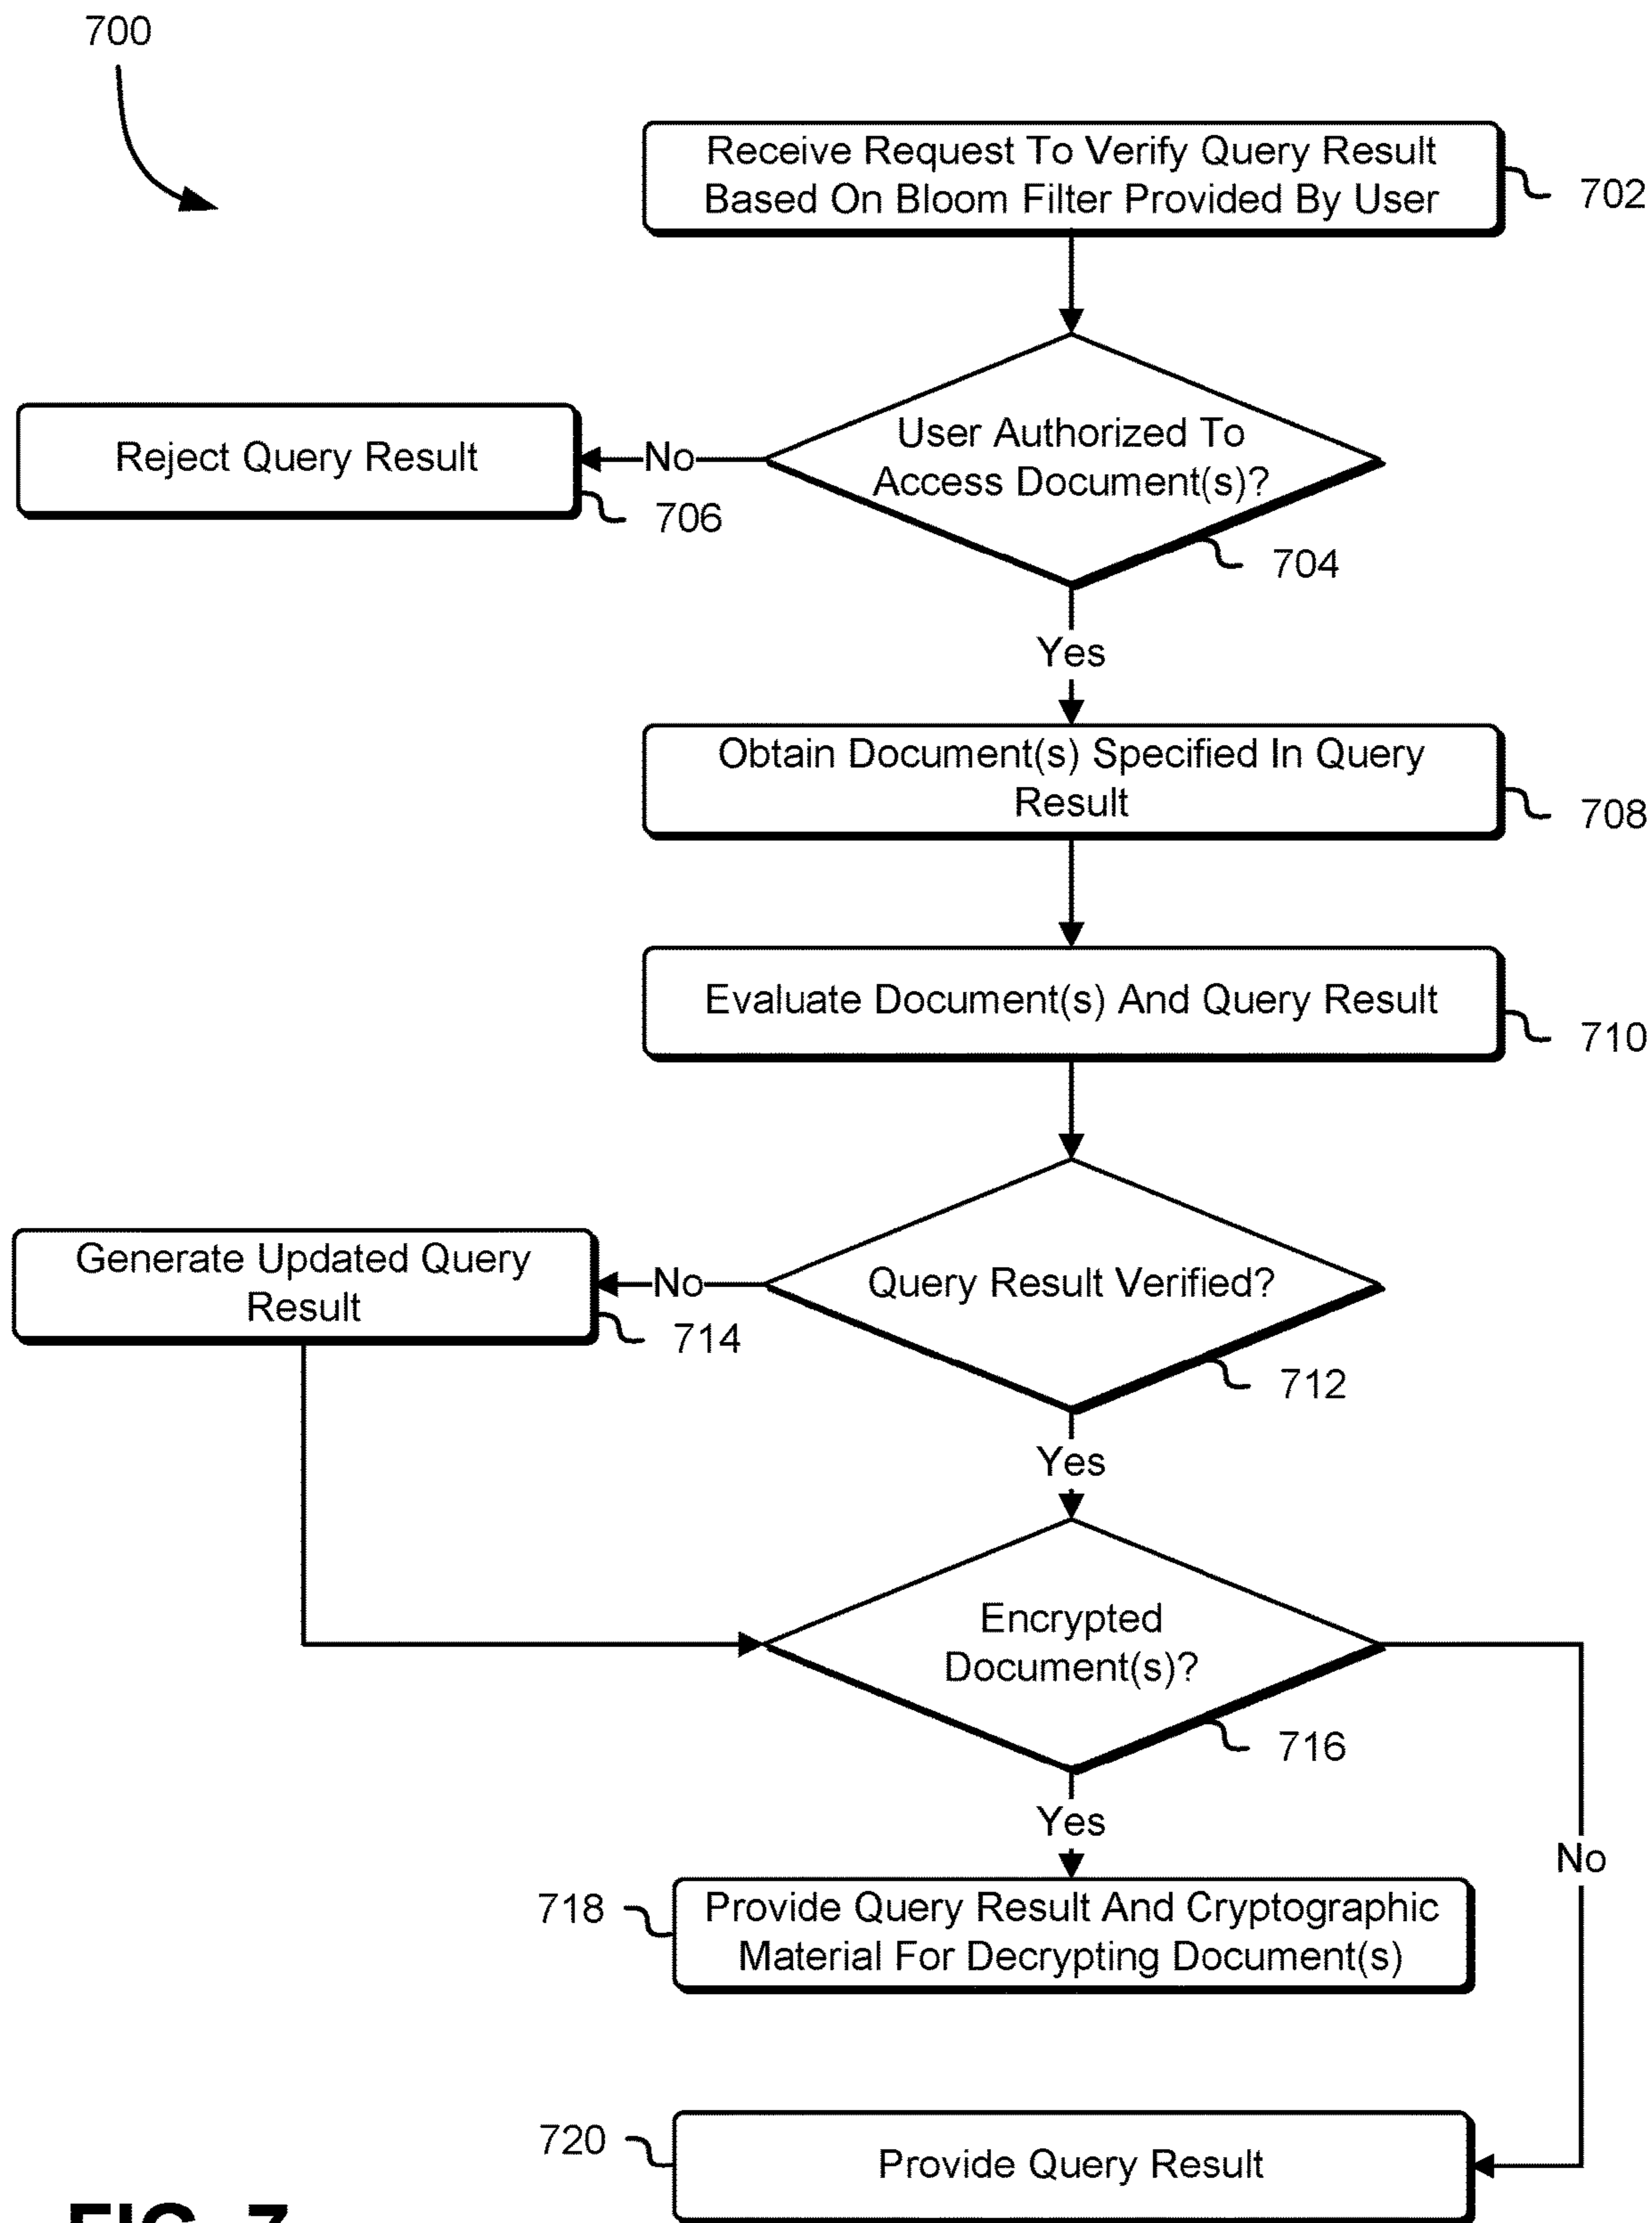 700
Receive Request To Verify Query Result
Based On Bloom Filter Provided By User
702
User Authorized To
Access Document(s)?
704
No
Reject Query Result
706
Yes
Obtain Document(s) Specified In Query
Result
708
Evaluate Document(s) And Query Result
710
Query Result Verified?
712
No
Generate Updated Query
Result
714
Yes
Encrypted
Document(s)?
716
Yes
No
718
Provide Query Result And Cryptographic
Material For Decrypting Document(s)
720
Provide Query Result
FIG. 7